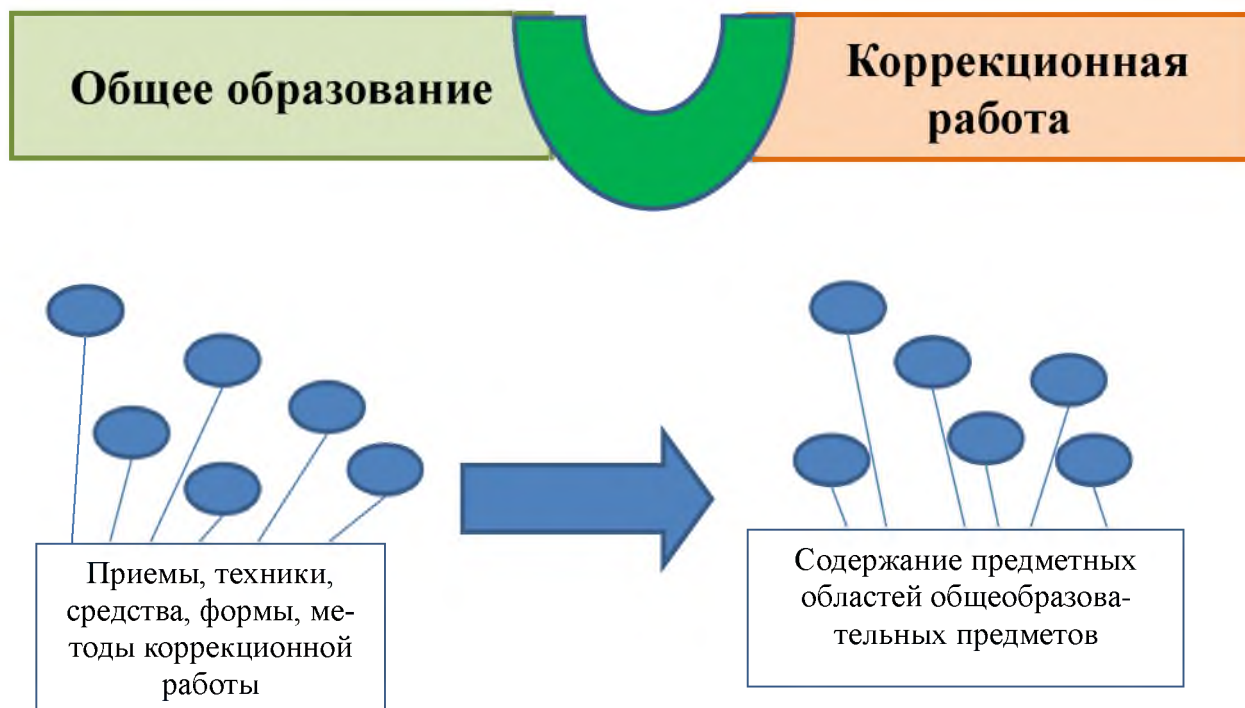 Общее образование
Коррекционная
работа
Приемы, техники,
средства, формы, ме-
тоды коррекционной
работы
Содержание предметных
областей общеобразова-
тельных предметов